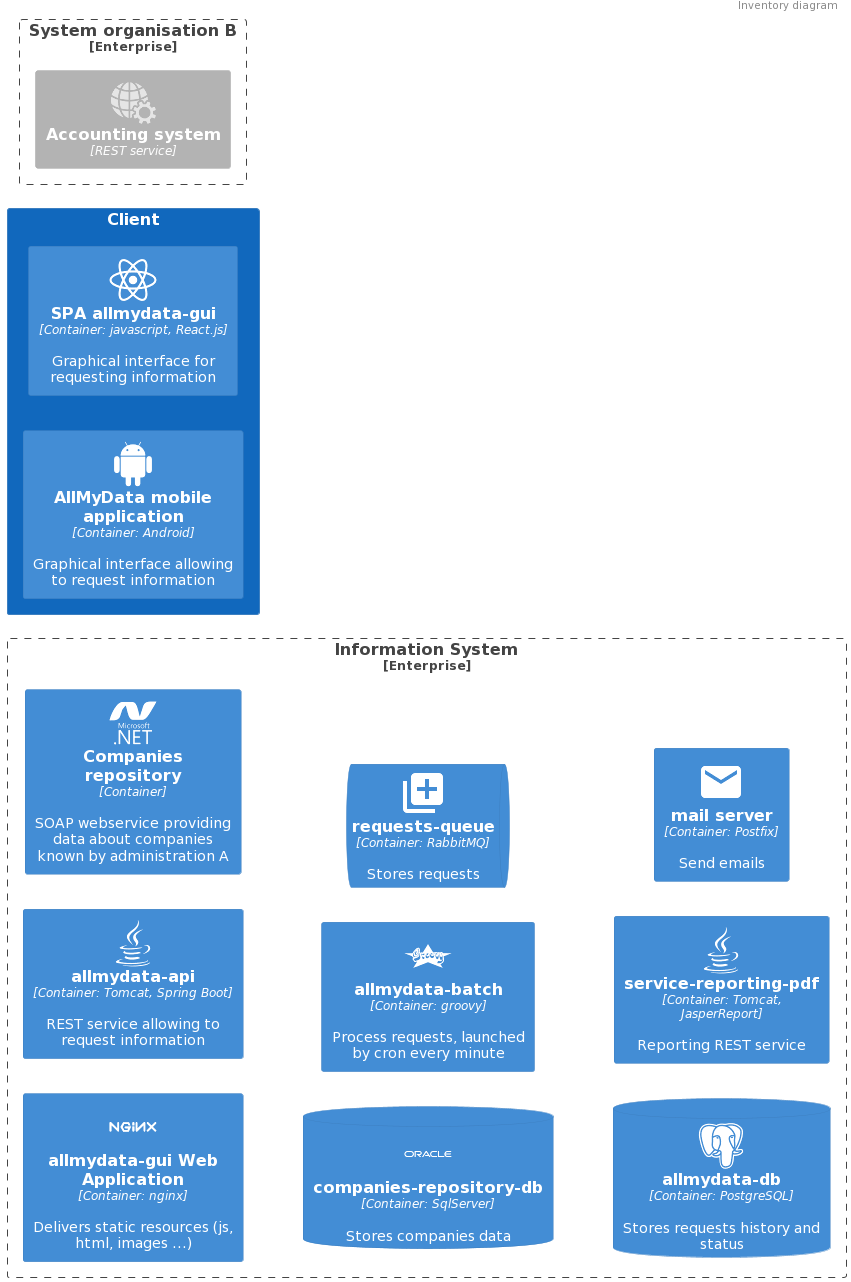 Inventory diagram
System organisation B
[Enterprise]
Accounting system
[REST service]
Client
SPA allmydata-gui
[Container: javascript, React.js]
Graphical interface for
requesting information
AllMyData mobile
application
[Container: Android]
Graphical interface allowing
to request information
Information System
[Enterprise]
Microsoft
.NET
Companies
repository
[Container]
SOAP webservice providing
data about companies
known by administration A
requests-queue
[Container: RabbitMQ]
Stores requests
mail server
[Container: Postfix]
Send emails
allmydata-api
[Container: Tomcat, Spring Boot]
REST service allowing to
request information
Groovy
allmydata-batch
[Container: groovy]
Process requests, launched
by cron every minute
service-reporting-pdf
[Container: Tomcat,
JasperReport]
Reporting REST service
NGiNX
allmydata-gui Web
Application
[Container: nginx]
Delivers static resources (js,
html, images ...)
ORACLE
companies-repository-db
[Container: SqlServer]
Stores companies data
allmydata-db
[Container: PostgreSQL]
Stores requests history and
status